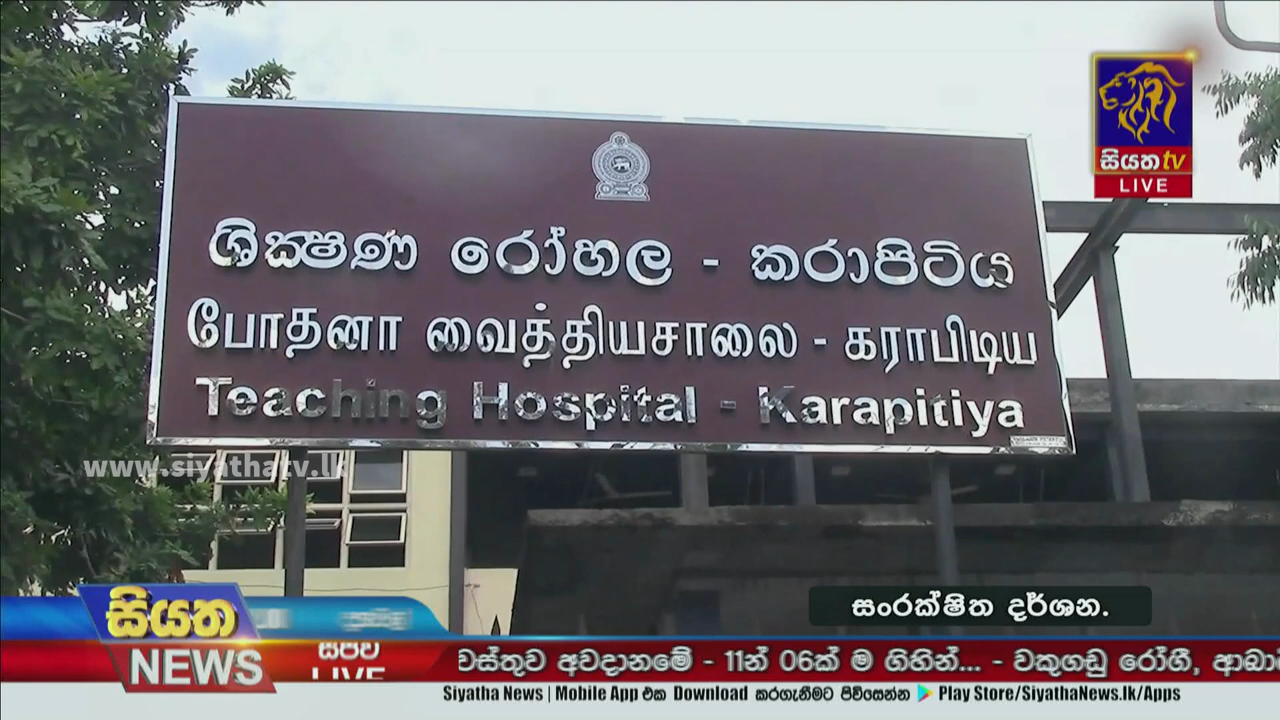 සියත tv
LIVE
ශික්ෂණ රෝහල - කරාපිටිය
போதனா வைத்தியசாலை - கராபிடிய
Teaching Hospital - Karapitiya
www.siyathatv.lk
සංරක්ෂිත දර්ශන.
සියත
NEWS
සජීව
LIVE
වස්තුව අවදානමේ - 11න් 06ක් ම ගිහින්... - වකුගඩු රෝගී,
Siyatha News | Mobile App එක Download කරගැනීමට පිවිසෙන්න Play Store/SiyathaNews.lk/Apps